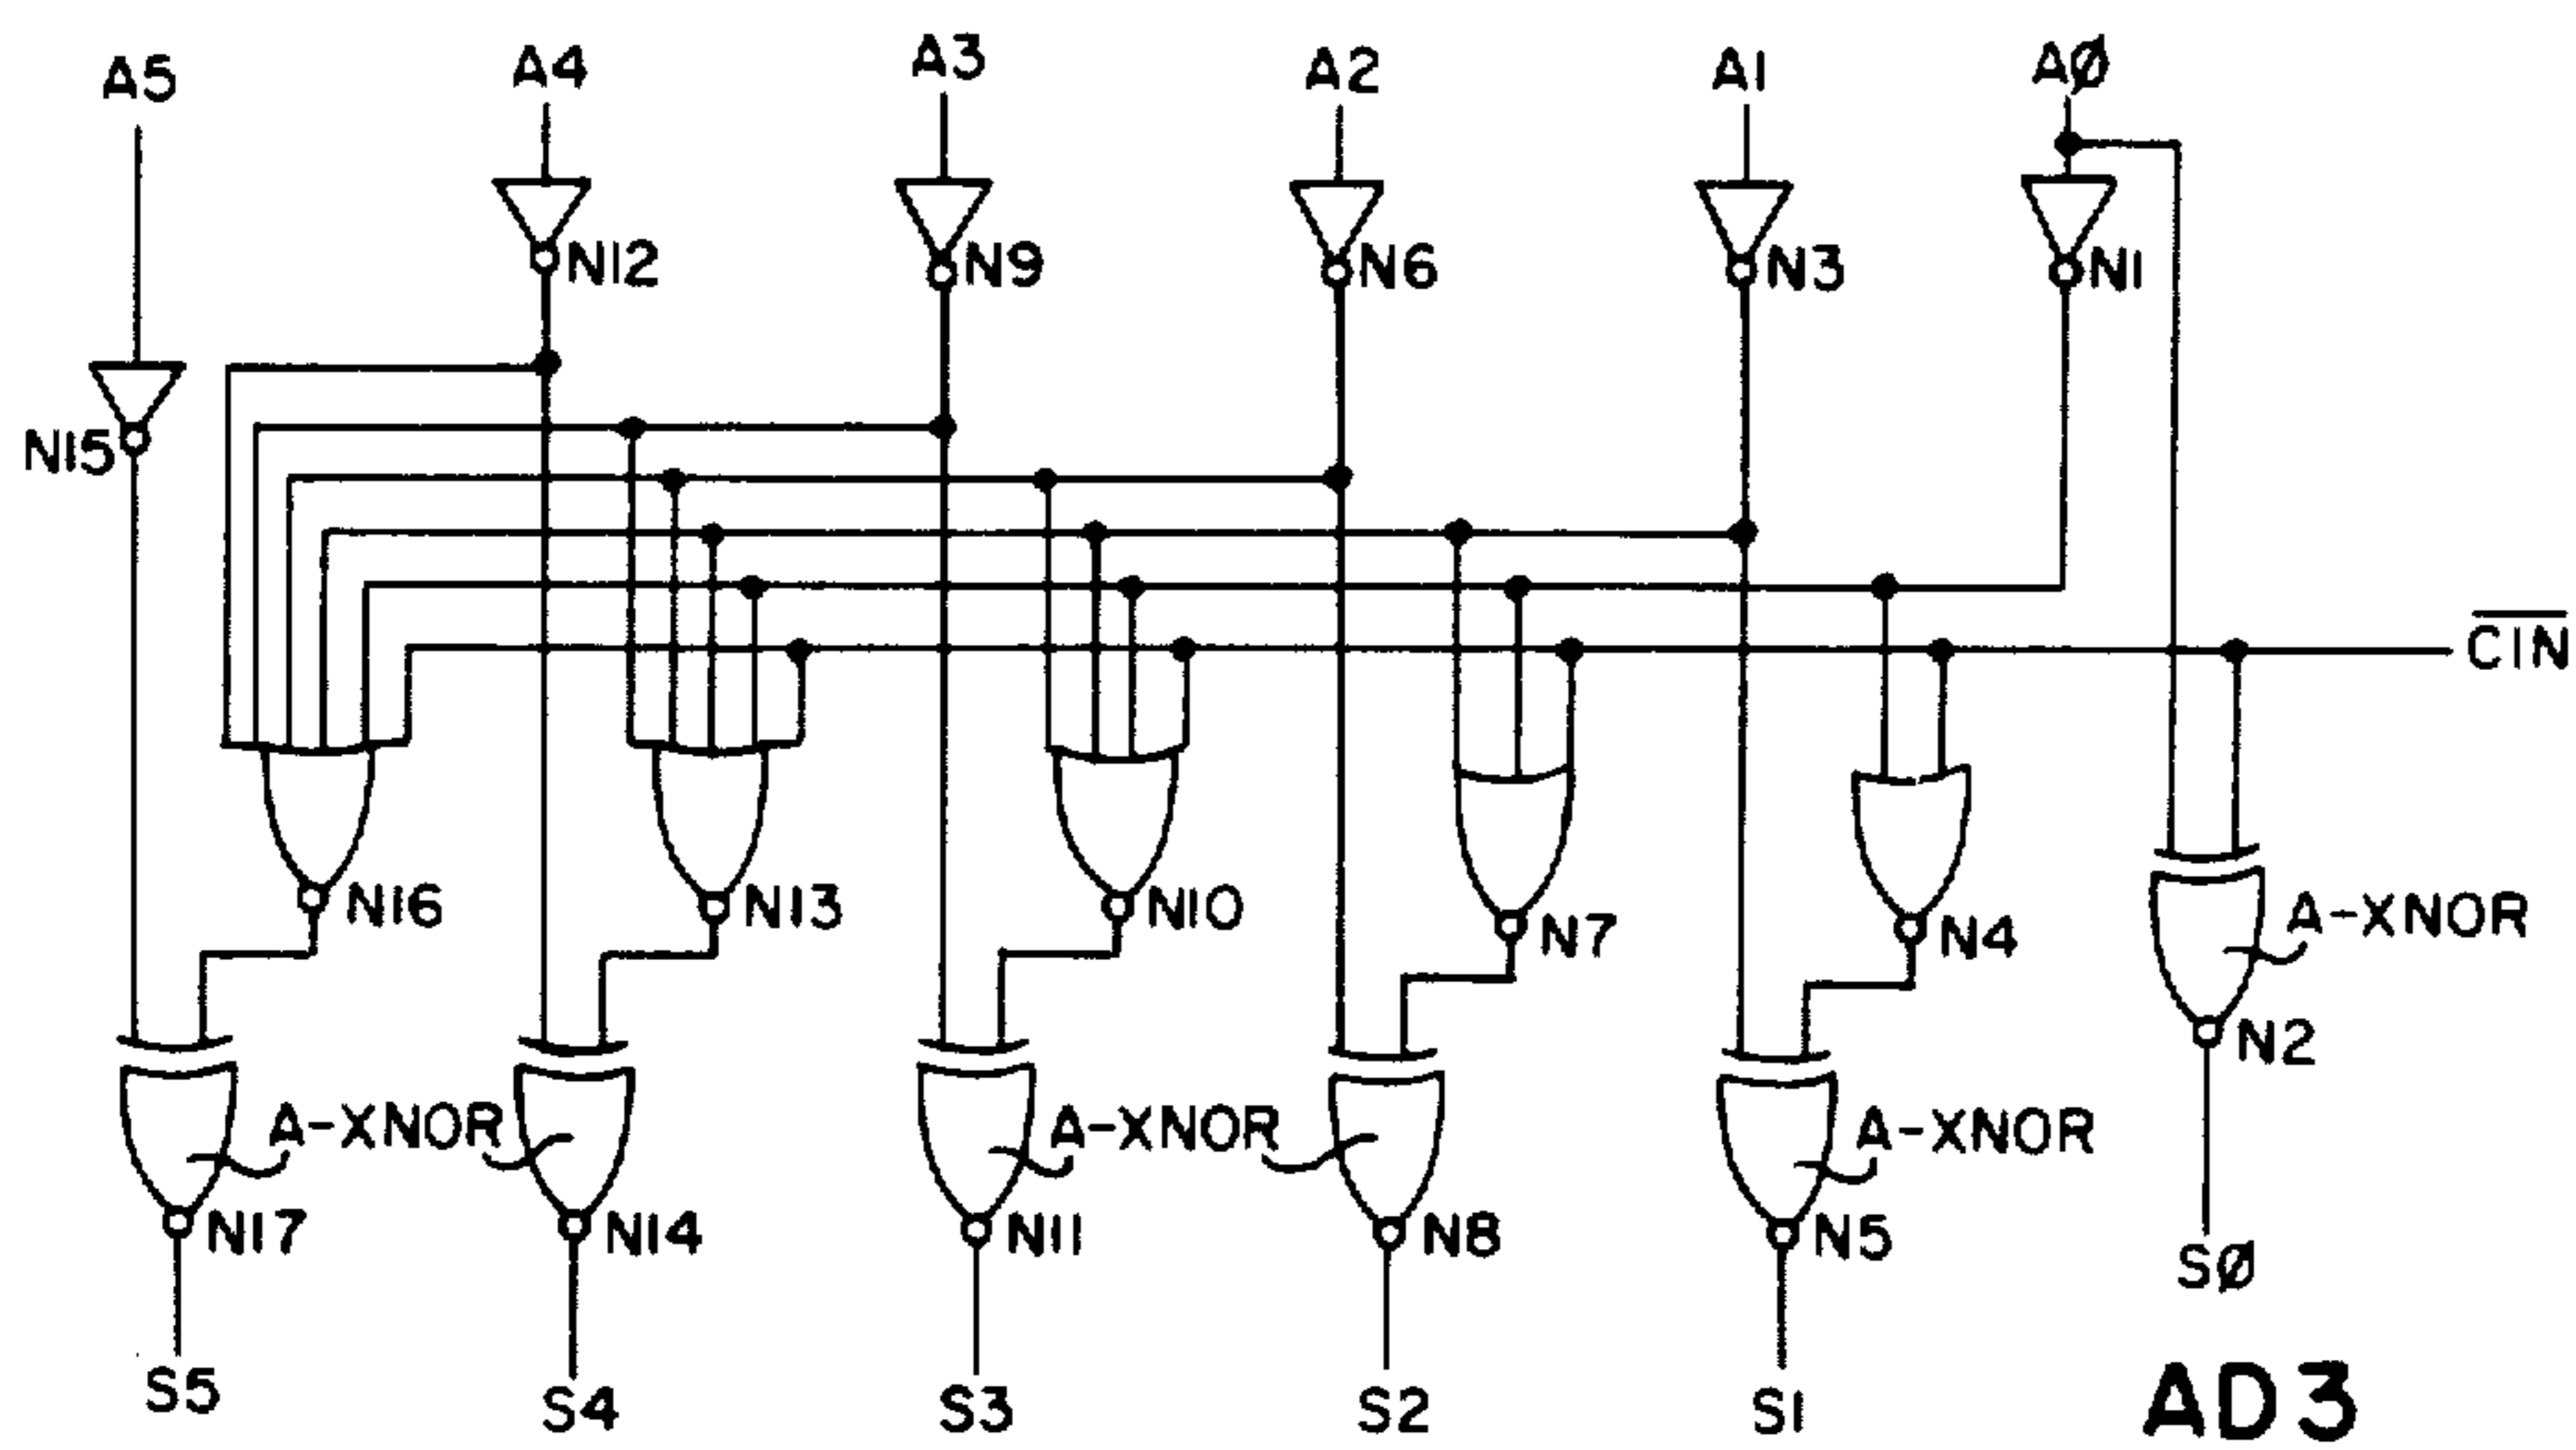 A5 A4 A3 A2 A1 AØ
N12 N9 N6 N3 N1
N15
CIN
N16 N13 N10 N7 N4 A-XNOR
N2
A-XNOR A-XNOR A-XNOR
N17 N14 N11 N8 N5
SØ
S5 S4 S3 S2 S1 AD3